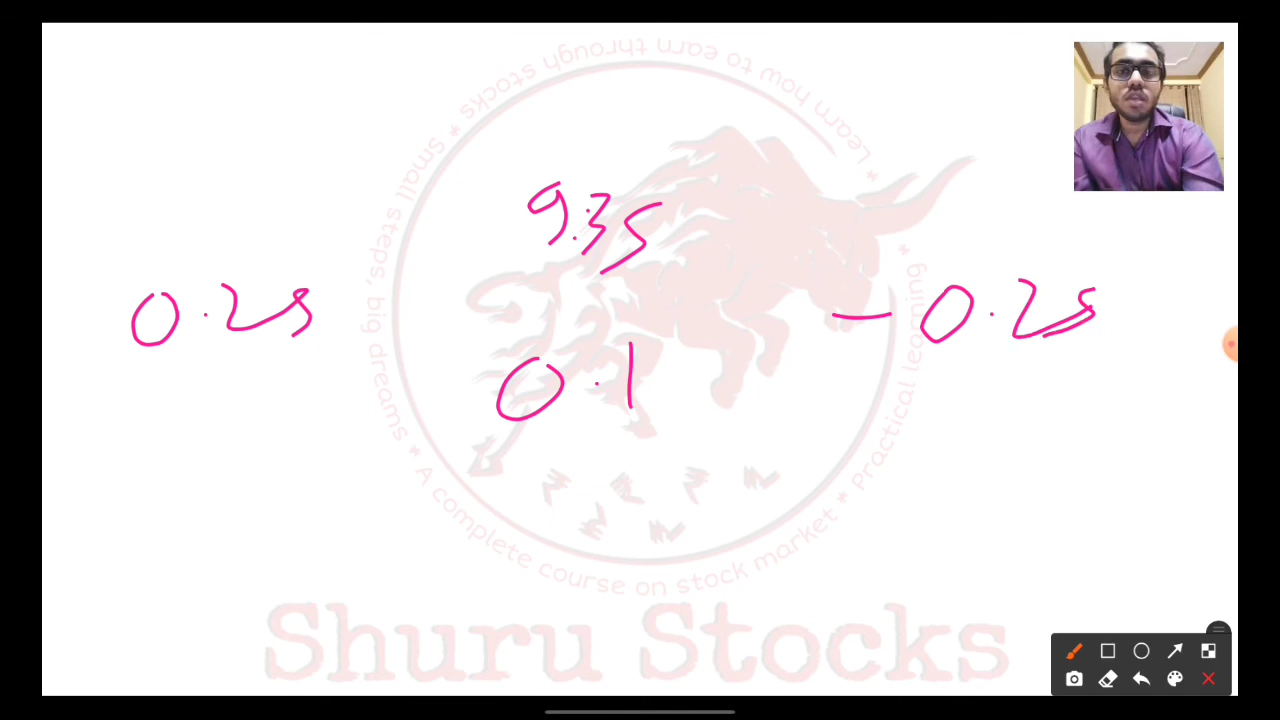 9:35
0.25
- 0.25
0.1
Learn how to earn through stocks * Small steps, big dreams * A complete course on stock market * Practical learning *
₹ ₹ ₹
Shuru Stocks